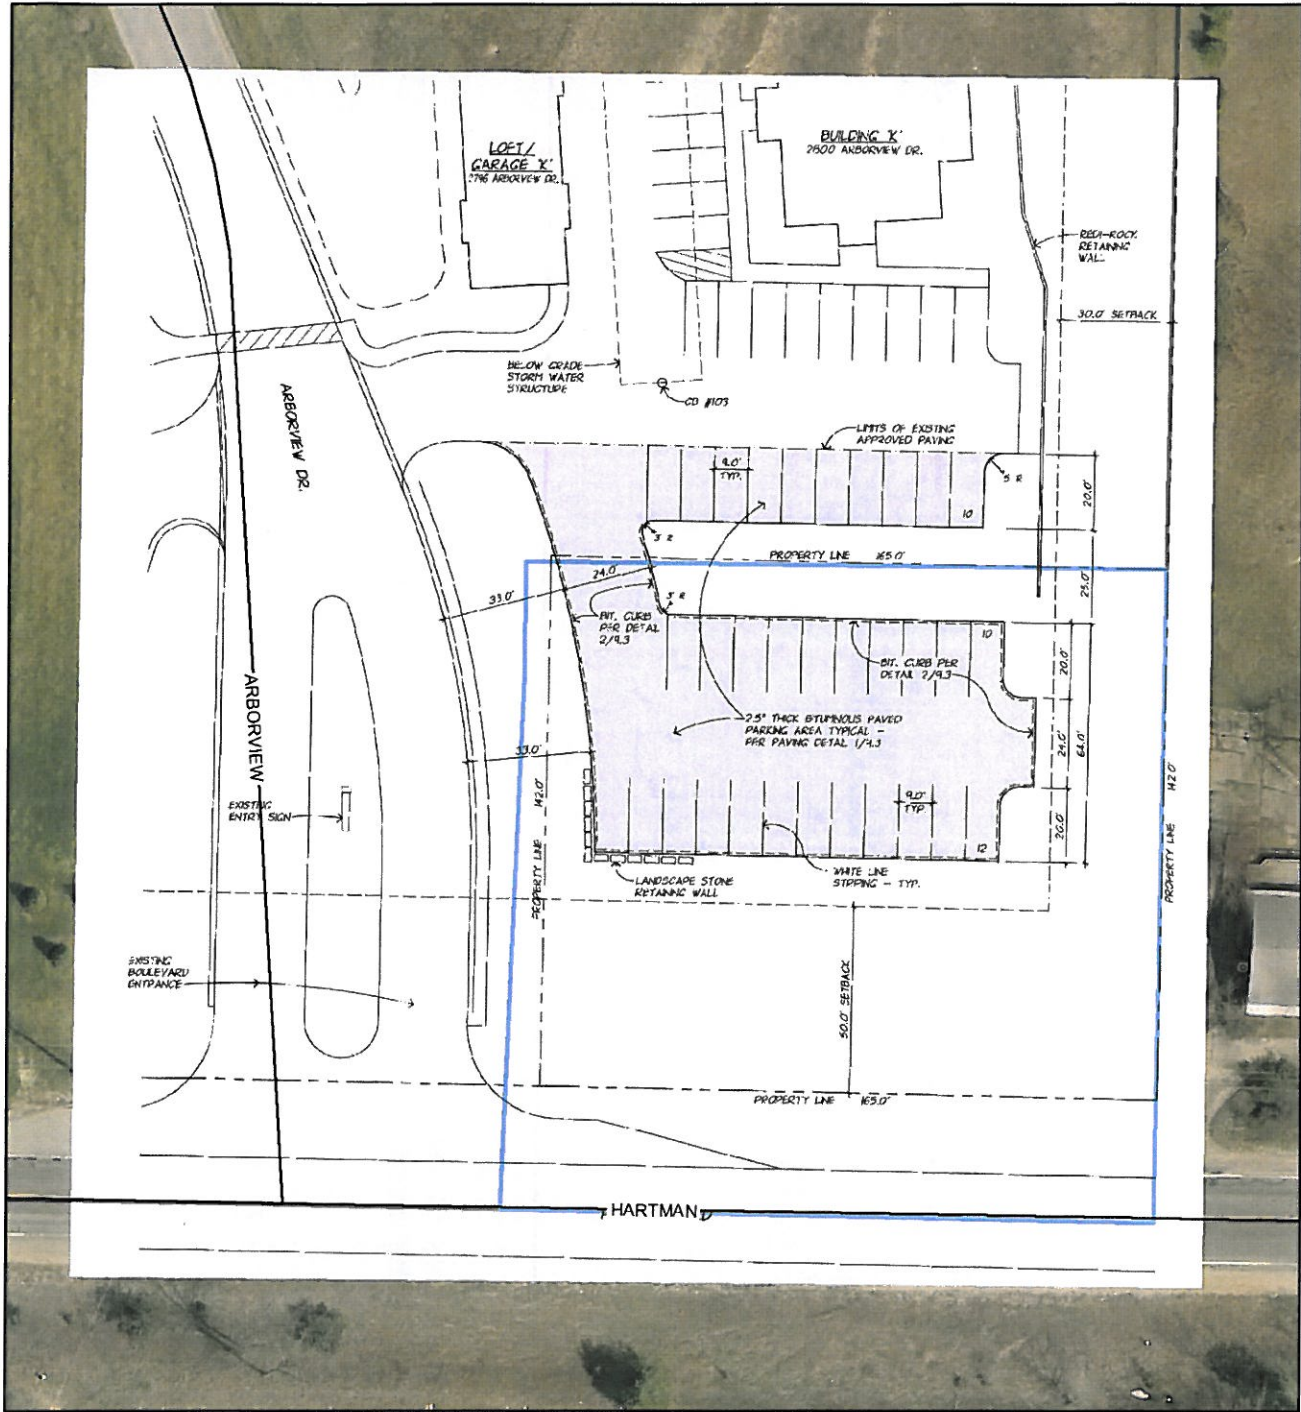 LOFT/
GARAGE 'K'
2796 ARBORVIEW DR.
BUILDING 'K'
2800 ARBORVIEW DR.
REDI-ROCK
RETAINING
WALL
30.0' SETBACK
BELOW GRADE
STORM WATER
STRUCTURE
CB #103
ARBORVIEW DR.
LIMITS OF EXISTING
APPROVED PAVING
9.0'
TYP.
5' R
20.0'
10
3' R
PROPERTY LINE 165.0'
24.0'
25.0'
33.0'
3' R
BIT. CURB
PER DETAIL
2/9.3
10
BIT. CURB PER
DETAIL 2/9.3
20.0'
ARBORVIEW
2.5" THICK BITUMINOUS PAVED
PARKING AREA TYPICAL -
PER PAVING DETAIL 1/9.3
24.0'
64.0'
33.0'
PROPERTY LINE 142.0'
PROPERTY LINE 142.0'
EXISTING
ENTRY SIGN
9.0'
TYP.
20.0'
12
LANDSCAPE STONE
RETAINING WALL
WHITE LINE
STRIPING - TYP.
EXISTING
BOULEVARD
ENTRANCE
50.0' SETBACK
PROPERTY LINE 165.0'
HARTMAN